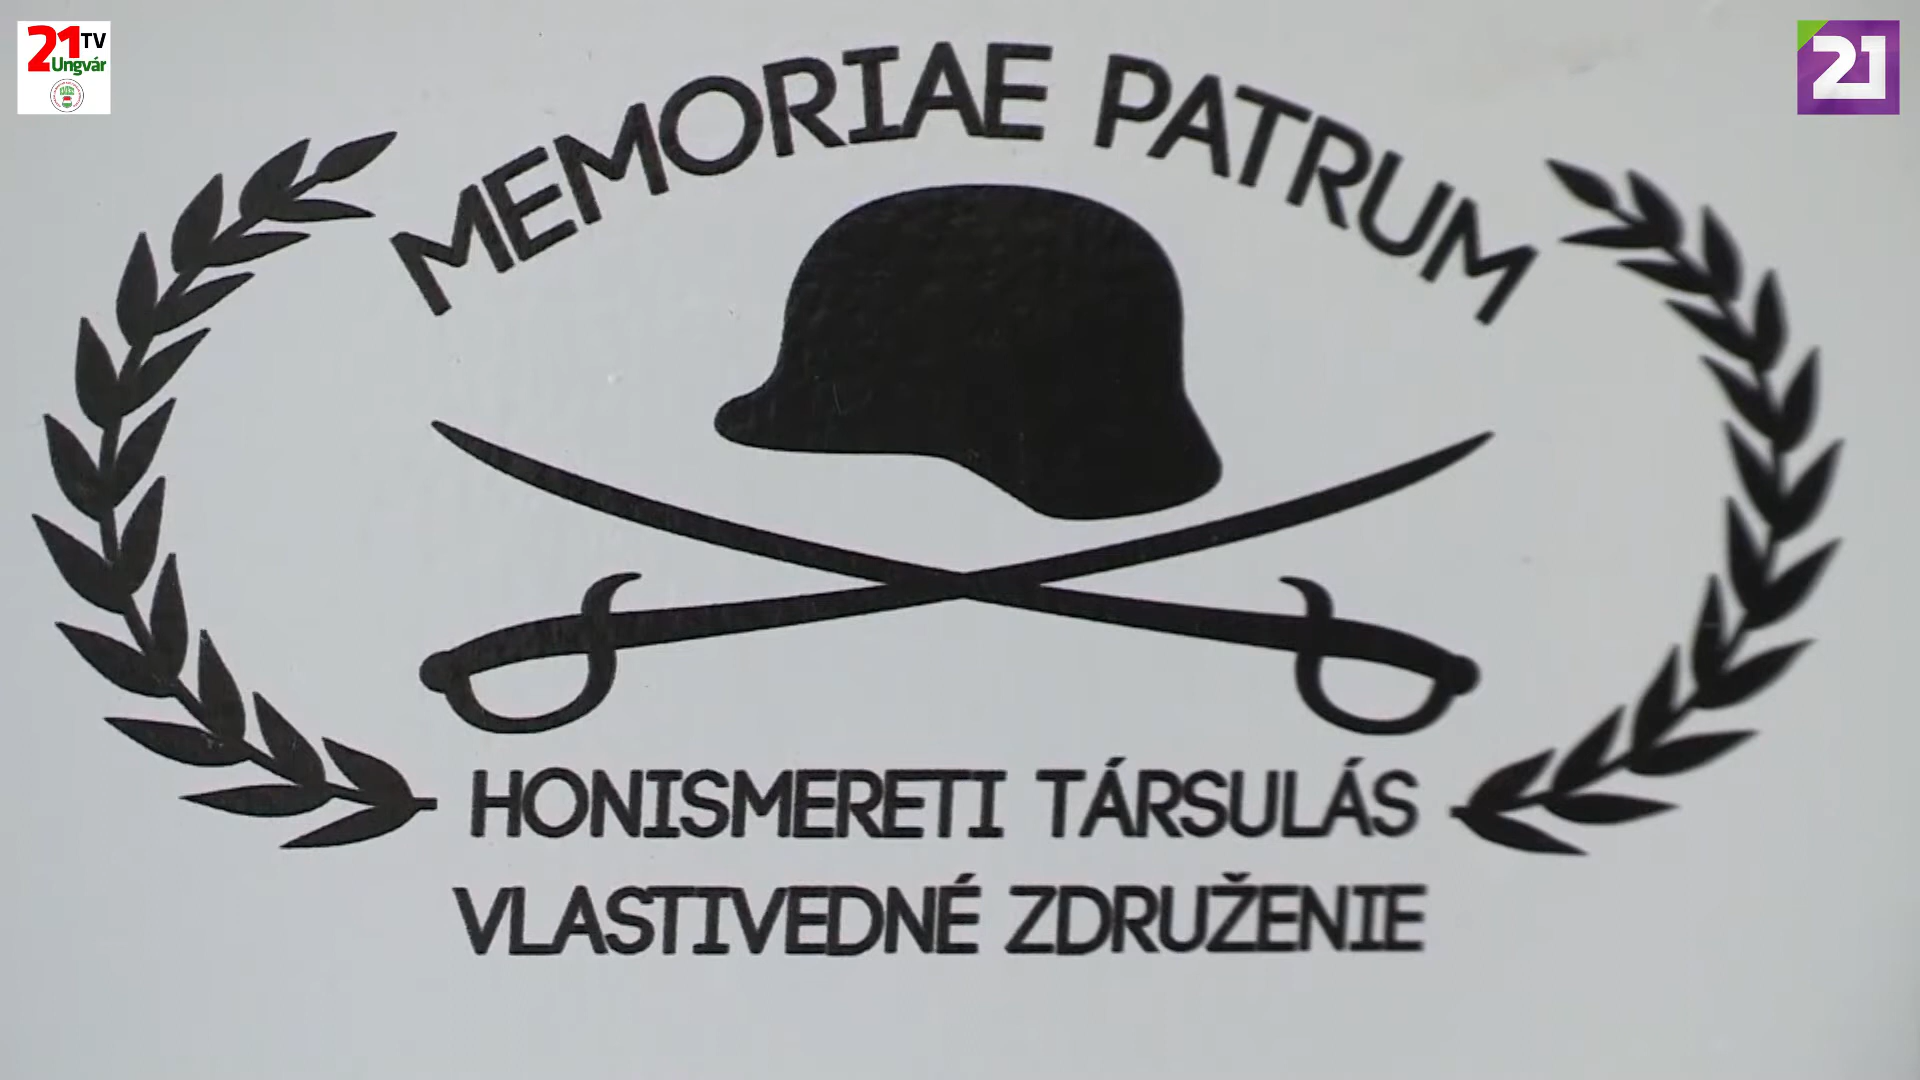 21 TV
Ungvár
21
MEMORIAE PATRUM
HONISMERETI TÁRSULÁS
VLASTIVEDNÉ ZDRUŽENIE